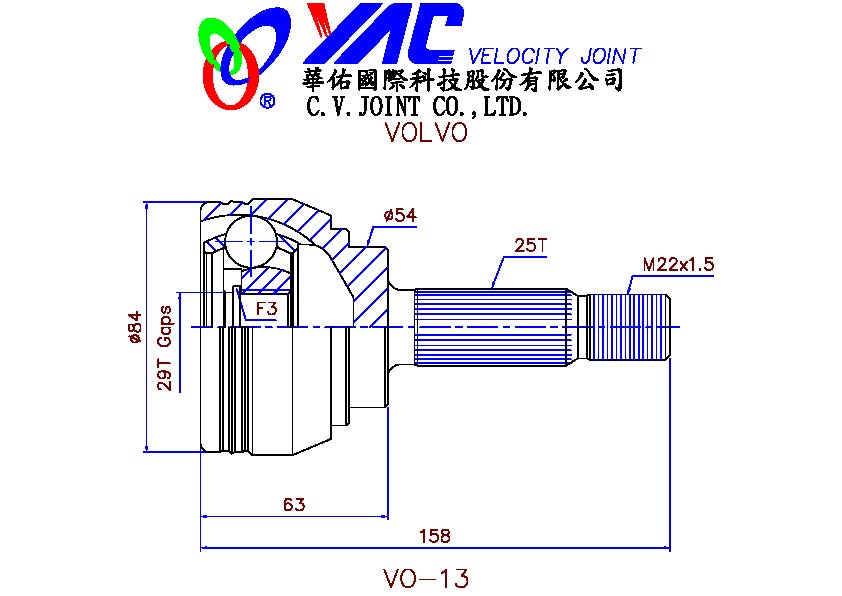 YAC VELOCITY JOINT
®
華佑國際科技股份有限公司
C.V.JOINT CO.,LTD.
VOLVO
ø54
25T
M22x1.5
F3
ø84
29T Gaps
63
158
VO-13